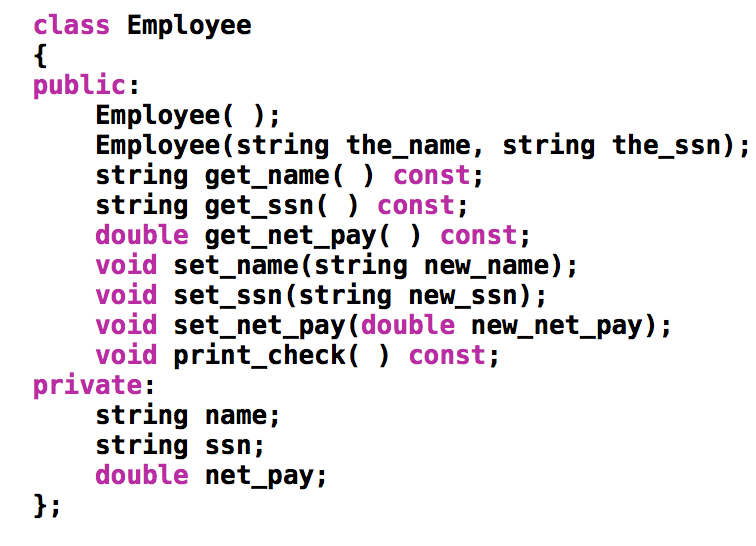 class Employee
{
public:
    Employee( );
    Employee(string the_name, string the_ssn);
    string get_name( ) const;
    string get_ssn( ) const;
    double get_net_pay( ) const;
    void set_name(string new_name);
    void set_ssn(string new_ssn);
    void set_net_pay(double new_net_pay);
    void print_check( ) const;
private:
    string name;
    string ssn;
    double net_pay;
};